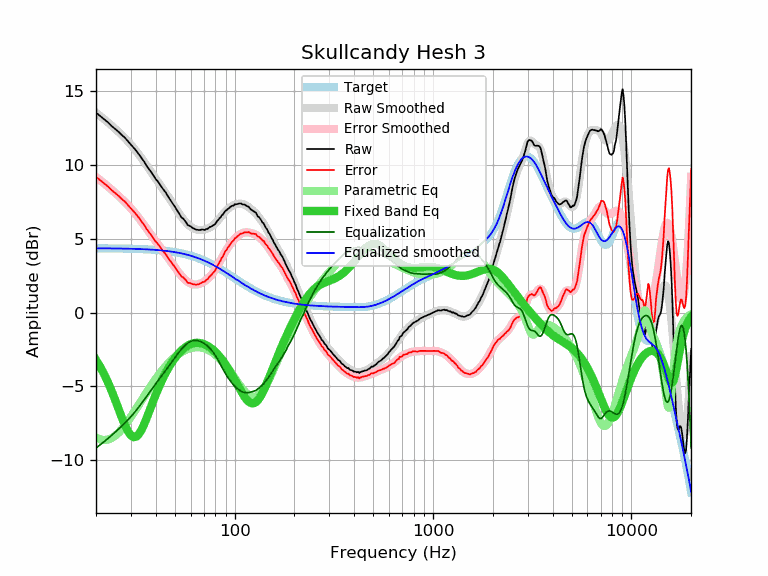 Skullcandy Hesh 3
Target
Raw Smoothed
Error Smoothed
Raw
Error
Parametric Eq
Fixed Band Eq
Equalization
Equalized smoothed
15
10
5
0
−5
−10
Amplitude (dBr)
100
1000
10000
Frequency (Hz)